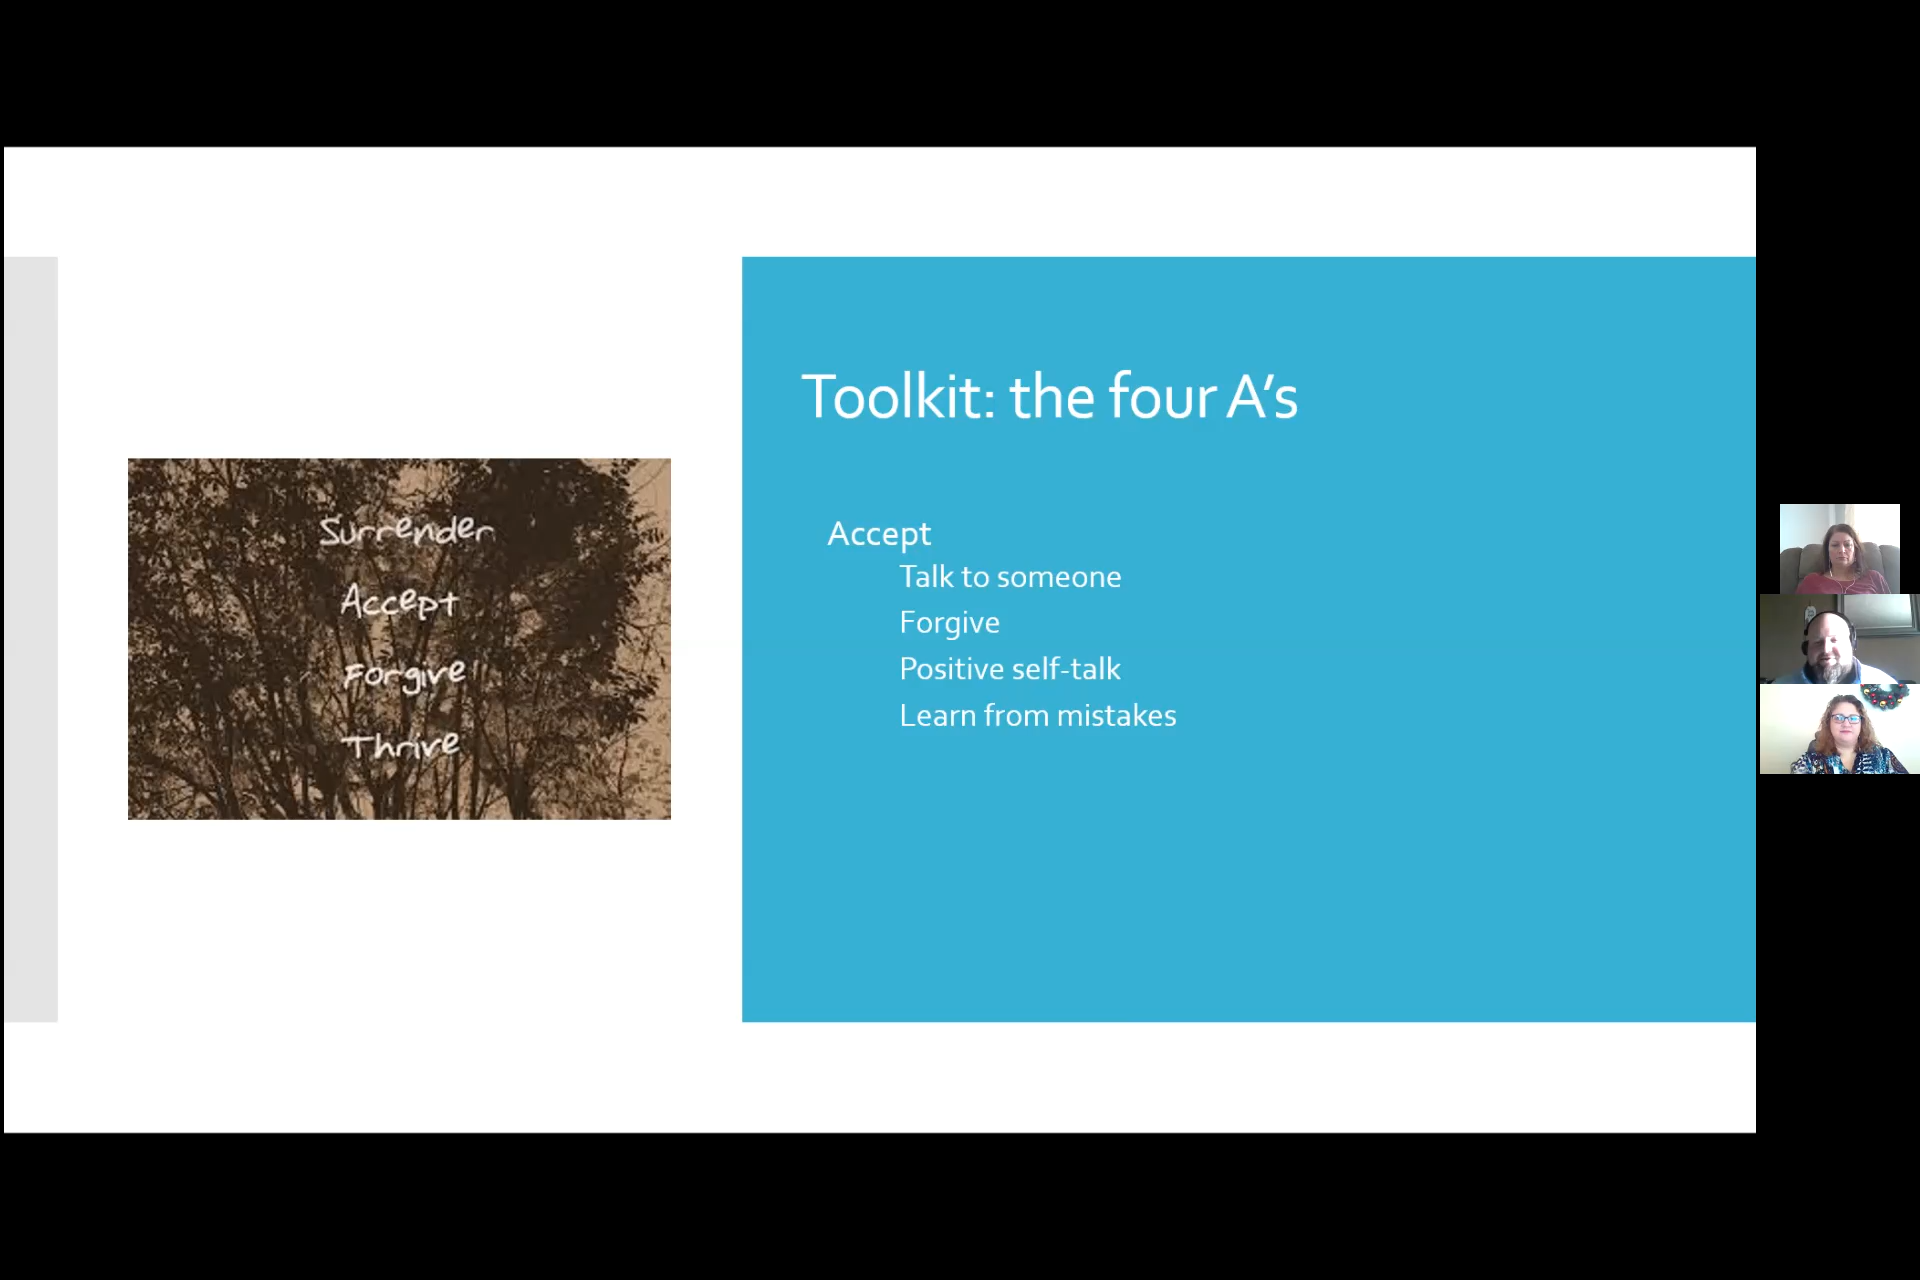 Surrender
Accept
Forgive
Thrive
Toolkit: the four A’s
Accept
Talk to someone
Forgive
Positive self-talk
Learn from mistakes